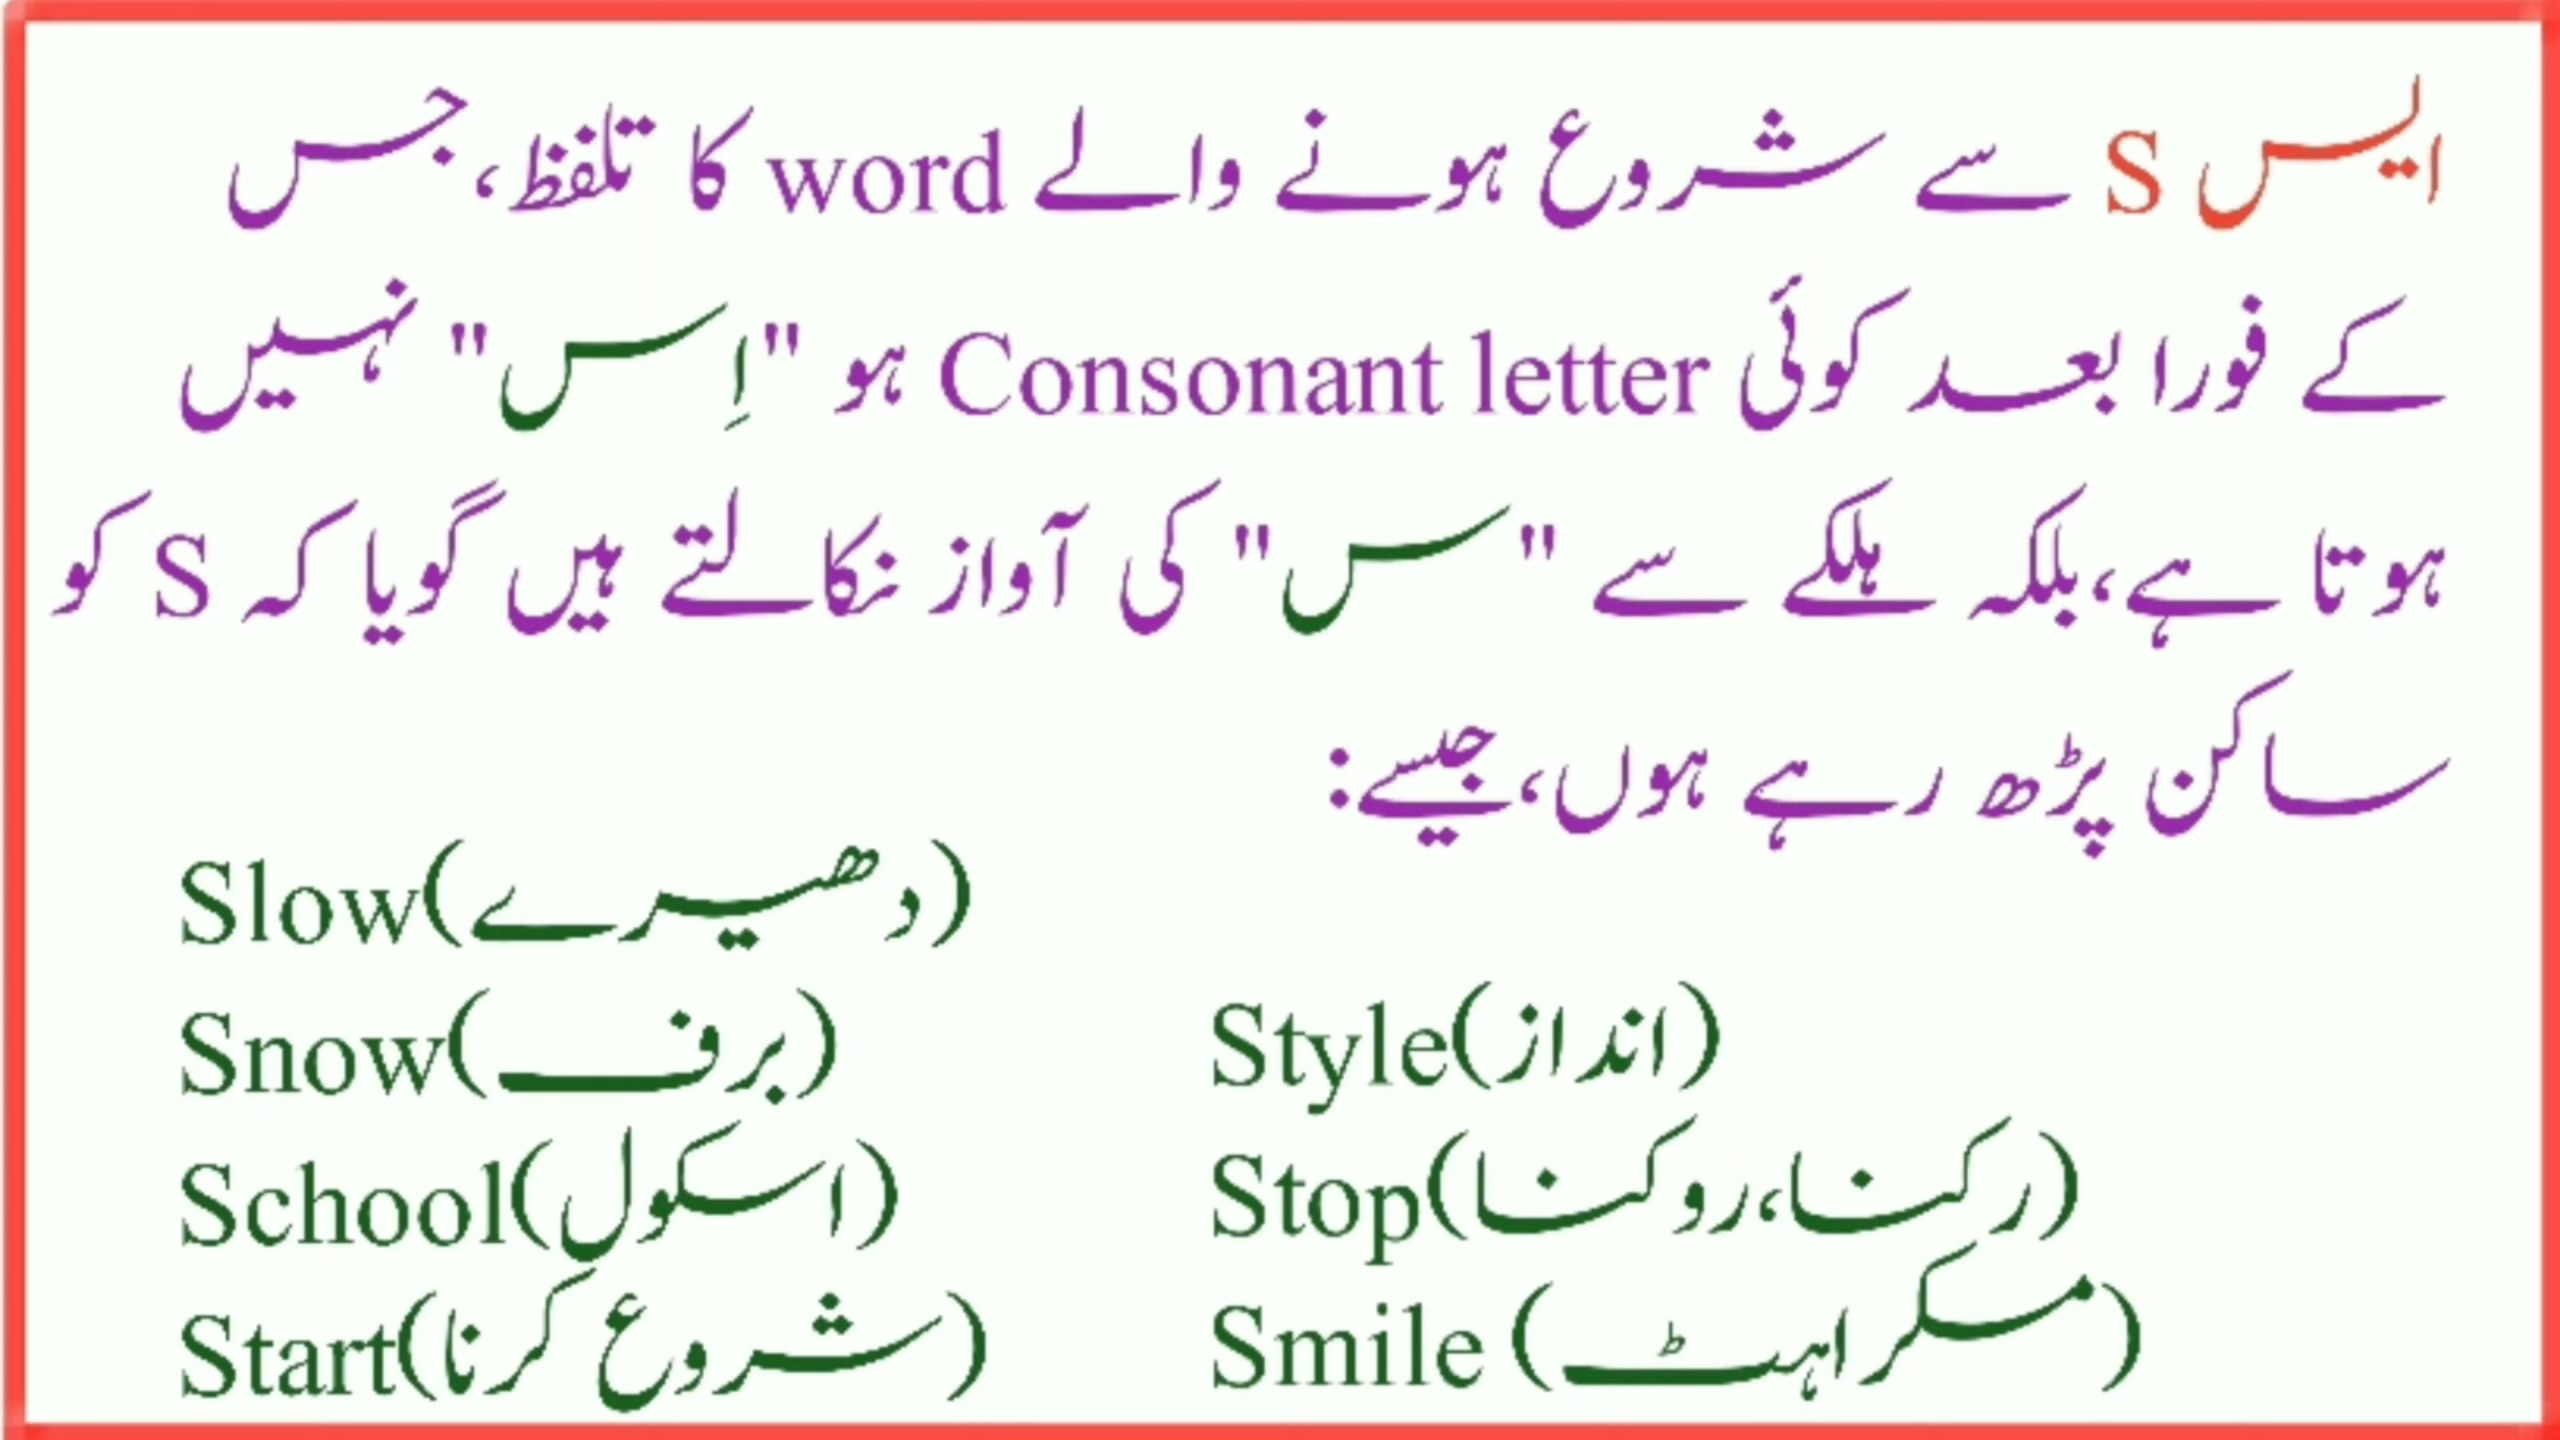 ایس S سے شروع ہونے والے word کا تلفظ، جس
کے فورا بعد کوئی Consonant letter ہو "اِس" نہیں
ہوتا ہے، بلکہ ہلکے سے "س" کی آواز نکالتے ہیں گویا کہ S کو
ساکن پڑھ رہے ہوں، جیسے:
Slow(دھیرے)
Snow(برف)
Style(انداز)
School(اسکول)
Stop(رکنا،روکنا)
Start(شروع کرنا)
Smile (مسکراہٹ)